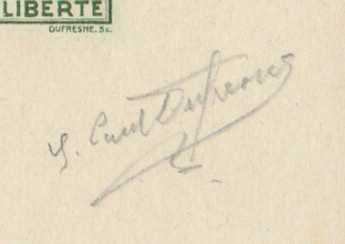 LIBERTE
DUFRESNE. Sc.
S. Paul Dufresne